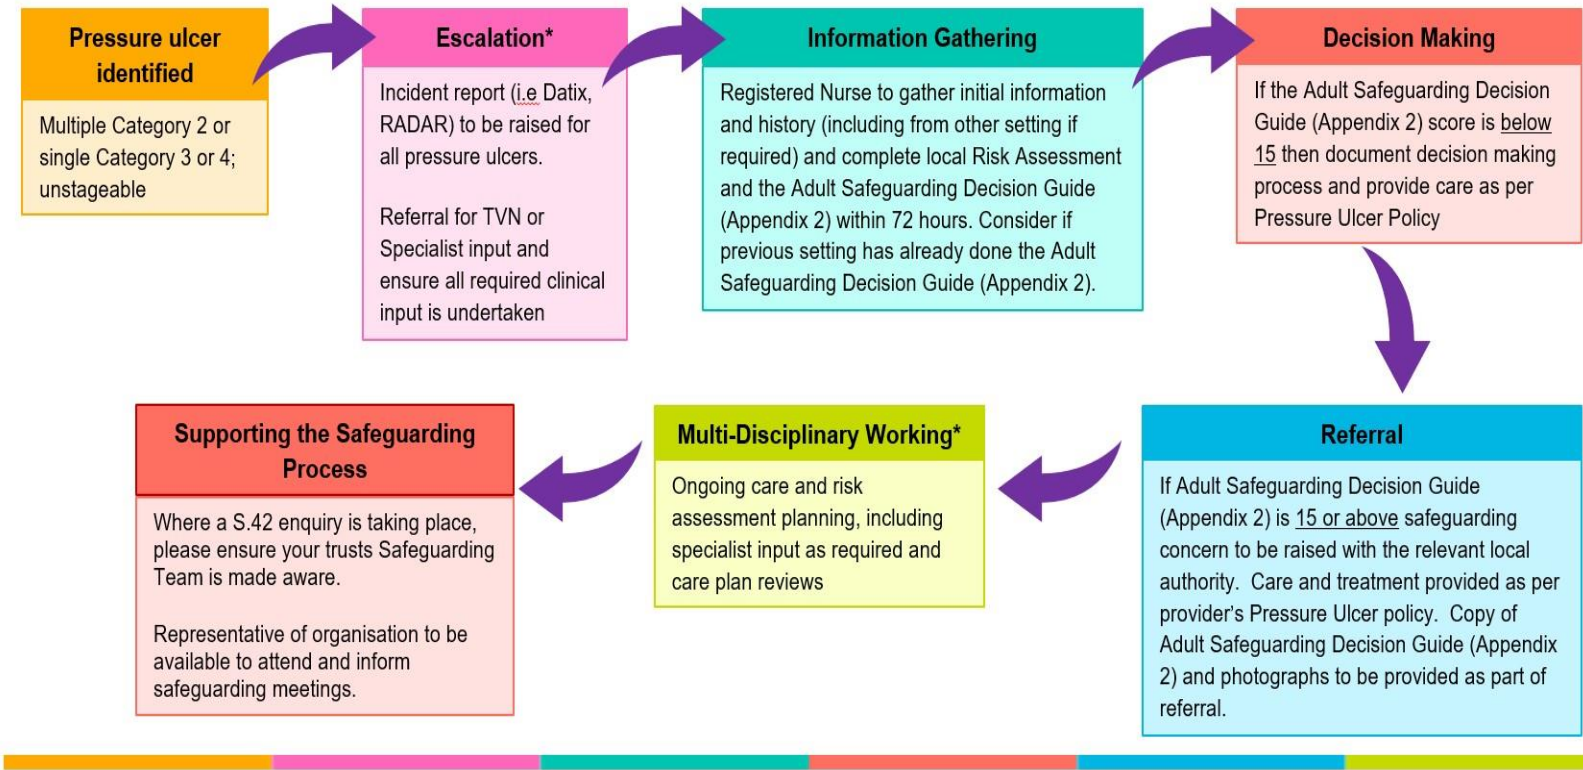 Pressure ulcer
identified
Multiple Category 2 or
single Category 3 or 4;
unstageable
Escalation*
Incident report (i.e Datix,
RADAR) to be raised for
all pressure ulcers.
Referral for TVN or
Specialist input and
ensure all required clinical
input is undertaken
Information Gathering
Registered Nurse to gather initial information
and history (including from other setting if
required) and complete local Risk Assessment
and the Adult Safeguarding Decision Guide
(Appendix 2) within 72 hours. Consider if
previous setting has already done the Adult
Safeguarding Decision Guide (Appendix 2).
Decision Making
If the Adult Safeguarding Decision
Guide (Appendix 2) score is below
15 then document decision making
process and provide care as per
Pressure Ulcer Policy
Referral
If Adult Safeguarding Decision Guide
(Appendix 2) is 15 or above safeguarding
concern to be raised with the relevant local
authority.  Care and treatment provided as per
provider's Pressure Ulcer policy.  Copy of
Adult Safeguarding Decision Guide (Appendix
2) and photographs to be provided as part of
referral.
Multi-Disciplinary Working*
Ongoing care and risk
assessment planning, including
specialist input as required and
care plan reviews
Supporting the Safeguarding
Process
Where a S.42 enquiry is taking place,
please ensure your trusts Safeguarding
Team is made aware.
Representative of organisation to be
available to attend and inform
safeguarding meetings.